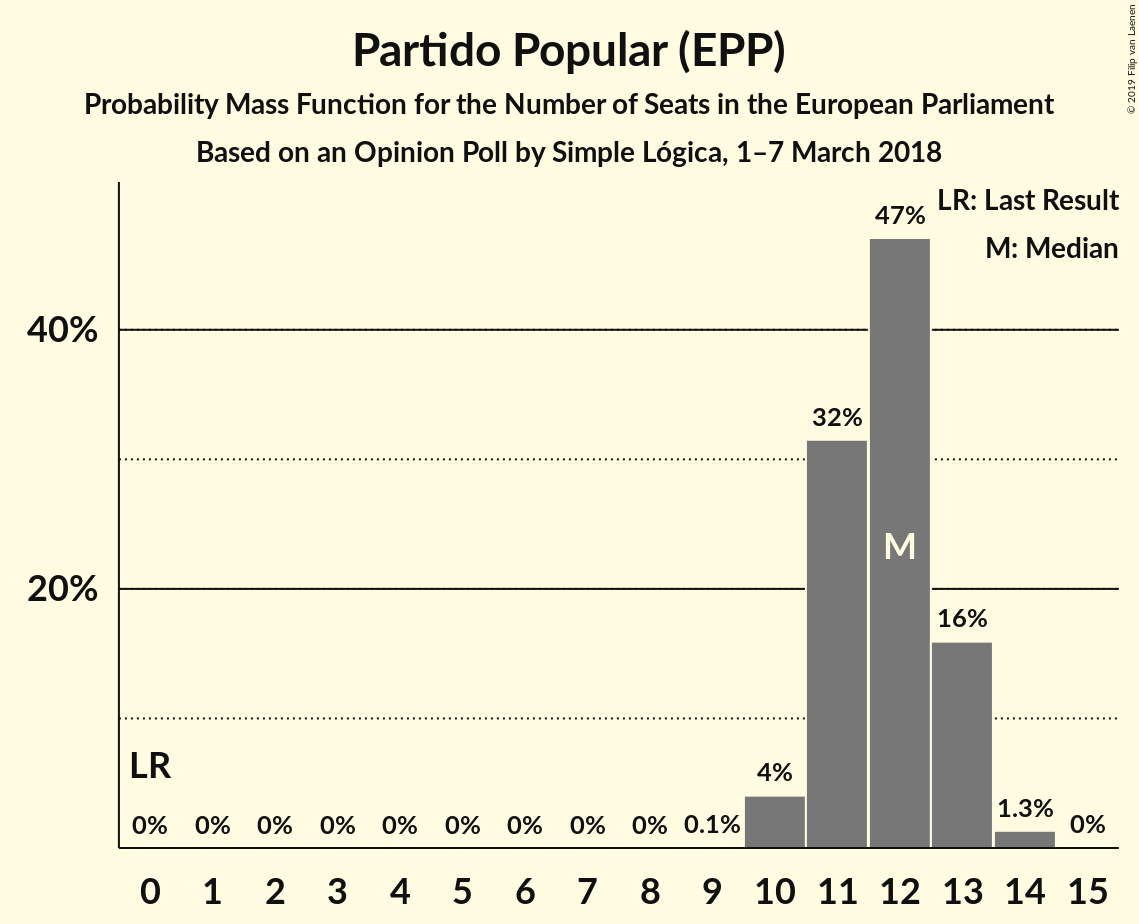 Partido Popular (EPP)
Probability Mass Function for the Number of Seats in the European Parliament
Based on an Opinion Poll by Simple Lógica, 1–7 March 2018
© 2019 Filip van Laenen
LR: Last Result
M: Median
47%
40%
32%
M
20%
16%
LR
4%
1.3%
0% 0% 0% 0% 0% 0% 0% 0% 0% 0.1% 0%
0 1 2 3 4 5 6 7 8 9 10 11 12 13 14 15